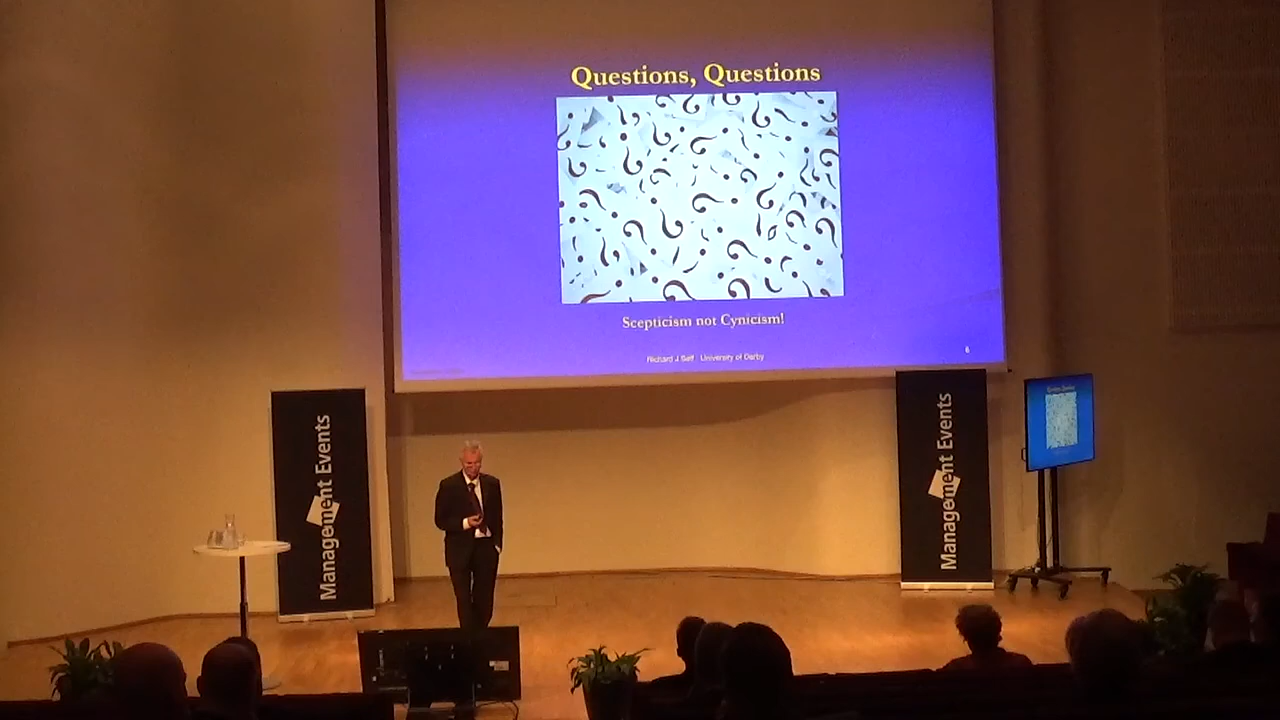 Questions, Questions
Scepticism not Cynicism!
Richard J Self University of Derby
6
Management Events
Management Events